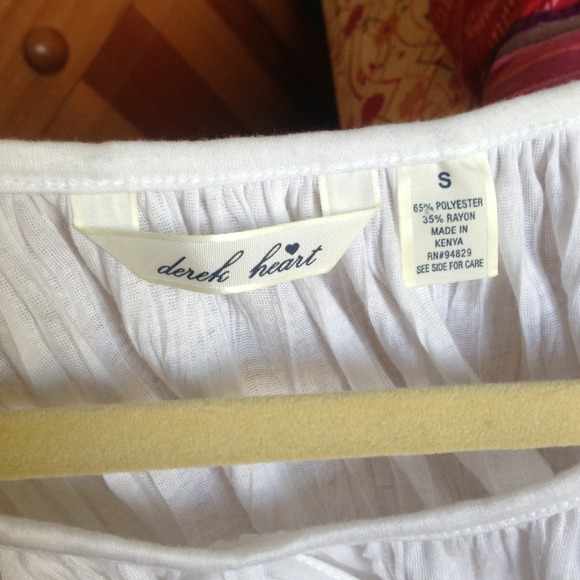 derek heart
S
65% POLYESTER
35% RAYON
MADE IN
KENYA
RN#94829
SEE SIDE FOR CARE